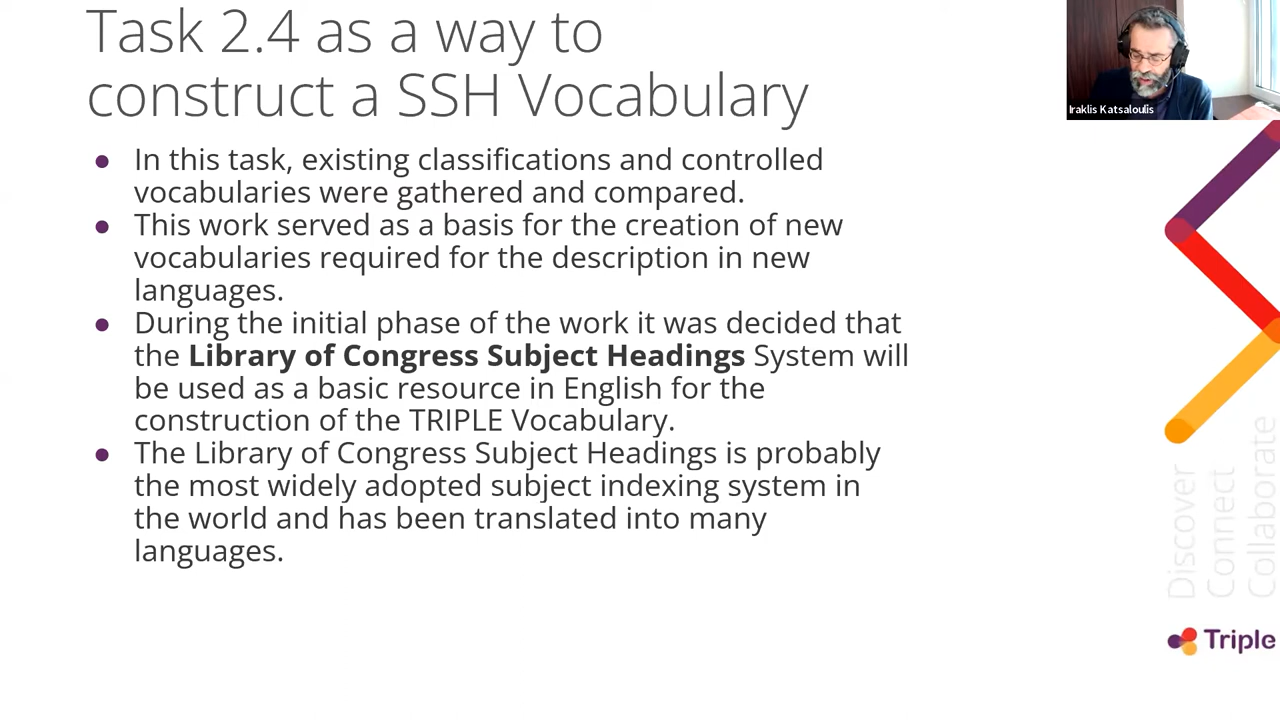 Task 2.4 as a way to
construct a SSH Vocabulary
Iraklis Katsaloulis
● In this task, existing classifications and controlled
vocabularies were gathered and compared.
● This work served as a basis for the creation of new
vocabularies required for the description in new
languages.
● During the initial phase of the work it was decided that
the Library of Congress Subject Headings System will
be used as a basic resource in English for the
construction of the TRIPLE Vocabulary.
● The Library of Congress Subject Headings is probably
the most widely adopted subject indexing system in
the world and has been translated into many
languages.
Discover
Connect
Collaborate
Triple